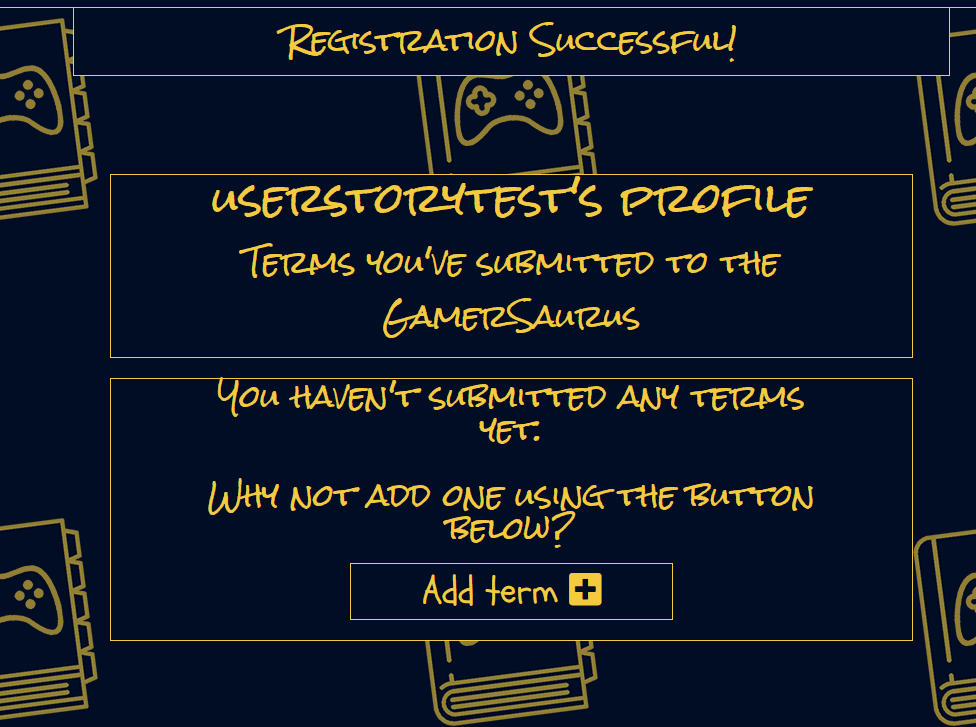 Registration Successful!
userstorytest's profile
Terms you've submitted to the
GamerSaurus
You haven't submitted any terms
yet.
Why not add one using the button
below?
Add term